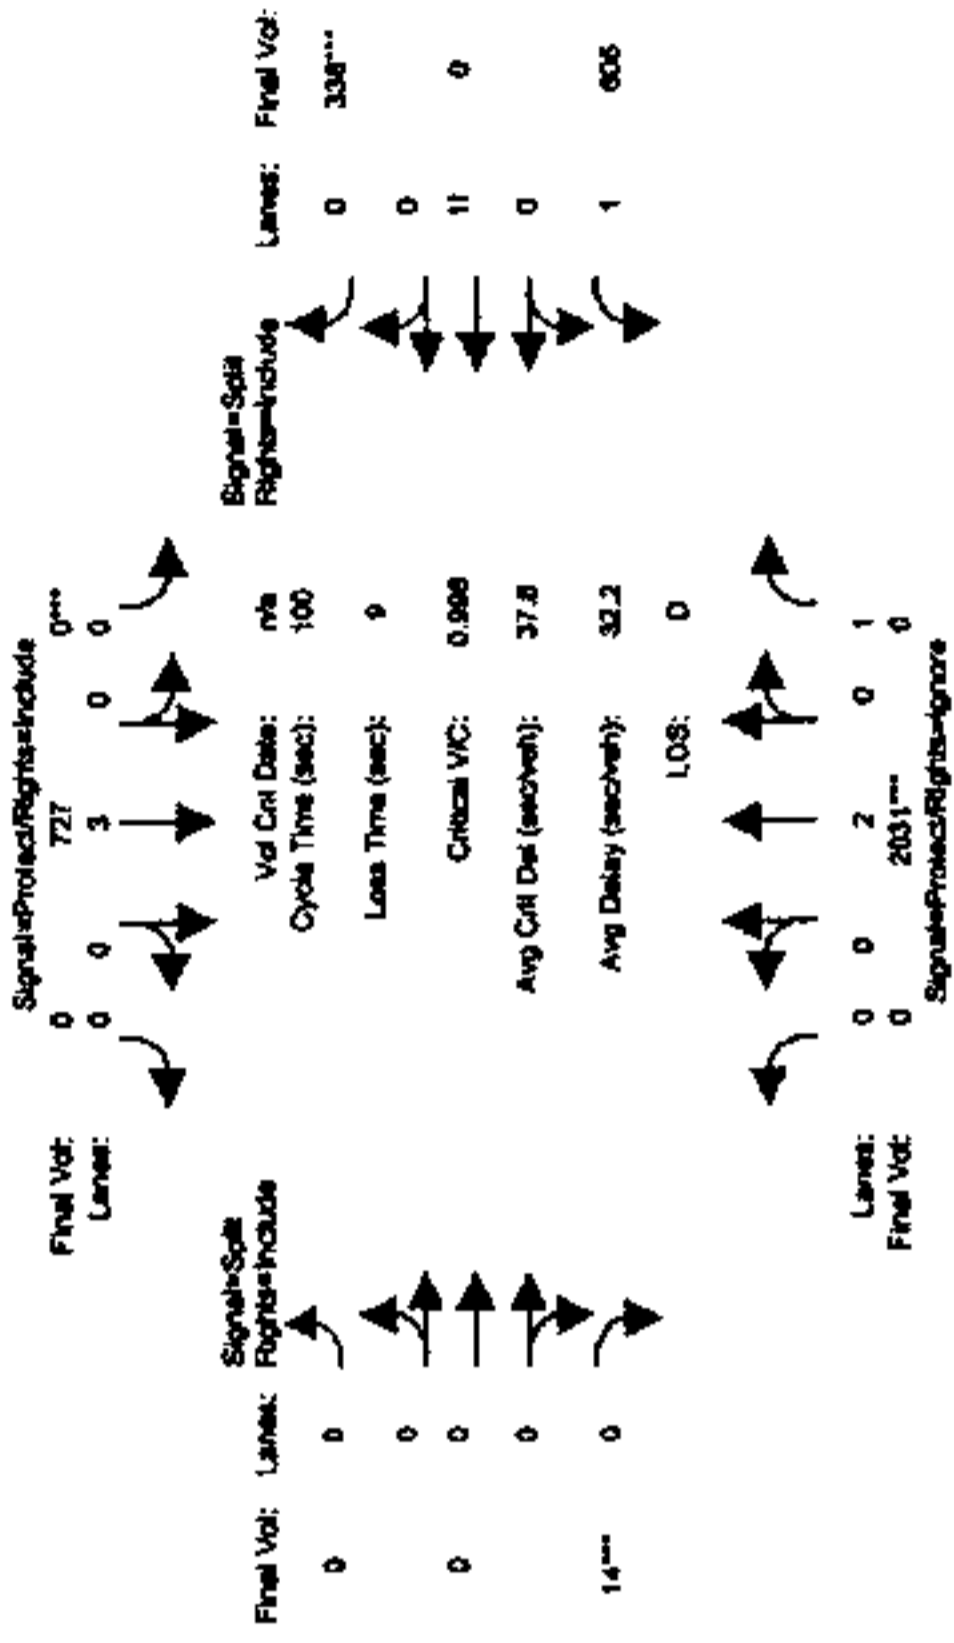 Signal=Protect/Rights=Include
Final Vol: 0 727 0***
Lanes: 0 0 3 0 0
Signal=Split
Rights=Include
Signal=Split
Rights=Include
Final Vol: Lanes:
Vol Cnt Date: n/a
Lanes: Final Vol:
0 0
Cycle Time (sec): 100
0 338***
0
Loss Time (sec): 9
0
0 0
Critical V/C:
1! 0
0
Avg Crit Del (sec/veh): 37.8
0
14*** 0
Avg Delay (sec/veh): 32.2
1
LOS: D
Lanes: 0 0 2 0 1
Final Vol: 0 2031*** 0
Signal=Protect/Rights=Ignore